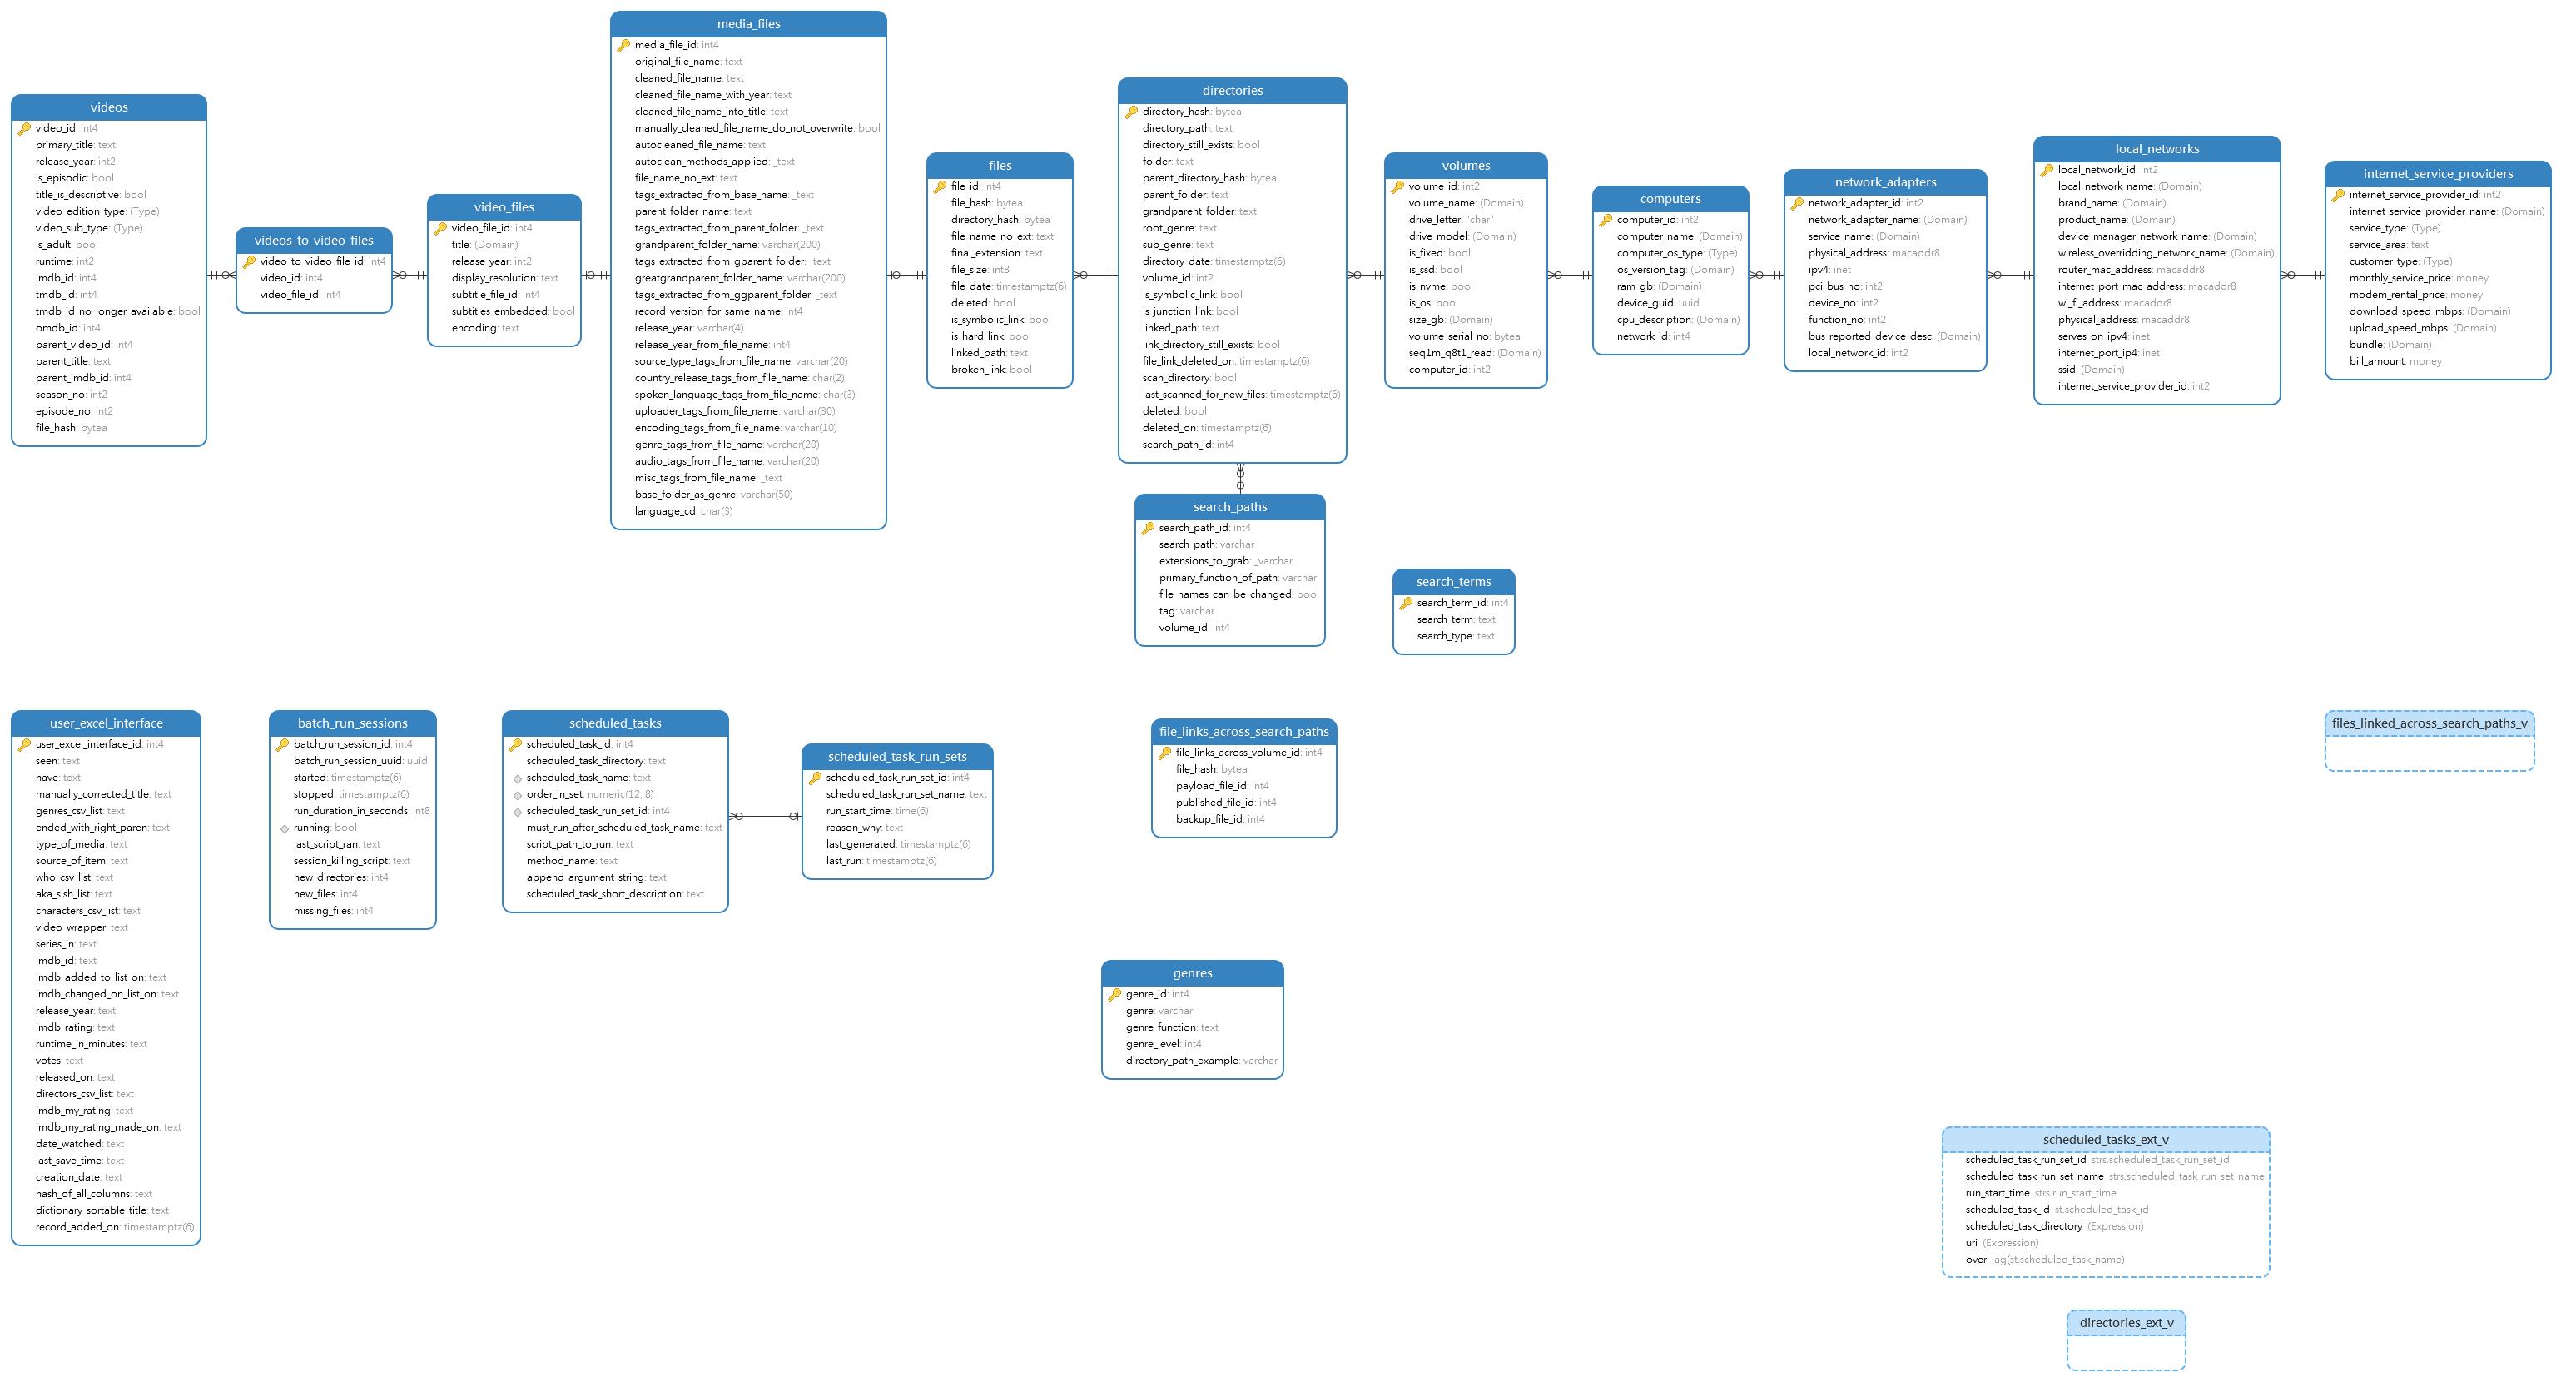 videos
video_id: int4
primary_title: text
release_year: int2
is_episodic: bool
title_is_descriptive: bool
video_edition_type: (Type)
video_sub_type: (Type)
is_adult: bool
runtime: int2
imdb_id: int4
tmdb_id: int4
tmdb_id_no_longer_available: bool
omdb_id: int4
parent_video_id: int4
parent_title: text
parent_imdb_id: int4
season_no: int2
episode_no: int2
file_hash: bytea
videos_to_video_files
video_to_video_file_id: int4
video_id: int4
video_file_id: int4
video_files
video_file_id: int4
title: (Domain)
release_year: int2
display_resolution: text
subtitle_file_id: int4
subtitles_embedded: bool
encoding: text
media_files
media_file_id: int4
original_file_name: text
cleaned_file_name: text
cleaned_file_name_with_year: text
cleaned_file_name_into_title: text
manually_cleaned_file_name_do_not_overwrite: bool
autocleaned_file_name: text
autoclean_methods_applied: _text
file_name_no_ext: text
tags_extracted_from_base_name: _text
parent_folder_name: text
tags_extracted_from_parent_folder: _text
grandparent_folder_name: varchar(200)
tags_extracted_from_gparent_folder: _text
greatgrandparent_folder_name: varchar(200)
tags_extracted_from_ggparent_folder: _text
record_version_for_same_name: int4
release_year: varchar(4)
release_year_from_file_name: int4
source_type_tags_from_file_name: varchar(20)
country_release_tags_from_file_name: char(2)
spoken_language_tags_from_file_name: char(3)
uploader_tags_from_file_name: varchar(30)
encoding_tags_from_file_name: varchar(10)
genre_tags_from_file_name: varchar(20)
audio_tags_from_file_name: varchar(20)
misc_tags_from_file_name: _text
base_folder_as_genre: varchar(50)
language_cd: char(3)
files
file_id: int4
file_hash: bytea
directory_hash: bytea
file_name_no_ext: text
final_extension: text
file_size: int8
file_date: timestamptz(6)
deleted: bool
is_symbolic_link: bool
is_hard_link: bool
linked_path: text
broken_link: bool
directories
directory_hash: bytea
directory_path: text
directory_still_exists: bool
folder: text
parent_directory_hash: bytea
parent_folder: text
grandparent_folder: text
root_genre: text
sub_genre: text
directory_date: timestamptz(6)
volume_id: int2
is_symbolic_link: bool
is_junction_link: bool
linked_path: text
link_directory_still_exists: bool
file_link_deleted_on: timestamptz(6)
scan_directory: bool
last_scanned_for_new_files: timestamptz(6)
deleted: bool
deleted_on: timestamptz(6)
search_path_id: int4
volumes
volume_id: int2
volume_name: (Domain)
drive_letter: "char"
drive_model: (Domain)
is_fixed: bool
is_ssd: bool
is_nvme: bool
is_os: bool
size_gb: (Domain)
volume_serial_no: bytea
seq1m_q8t1_read: (Domain)
computer_id: int2
computers
computer_id: int2
computer_name: (Domain)
computer_os_type: (Type)
os_version_tag: (Domain)
ram_gb: (Domain)
device_guid: uuid
cpu_description: (Domain)
network_id: int4
network_adapters
network_adapter_id: int2
network_adapter_name: (Domain)
service_name: (Domain)
physical_address: macaddr8
ipv4: inet
pci_bus_no: int2
device_no: int2
function_no: int2
bus_reported_device_desc: (Domain)
local_network_id: int2
local_networks
local_network_id: int2
local_network_name: (Domain)
brand_name: (Domain)
product_name: (Domain)
device_manager_network_name: (Domain)
wireless_overridding_network_name: (Domain)
router_mac_address: macaddr8
internet_port_mac_address: macaddr8
wi_fi_address: macaddr8
physical_address: macaddr8
serves_on_ipv4: inet
internet_port_ip4: inet
ssid: (Domain)
internet_service_provider_id: int2
internet_service_providers
internet_service_provider_id: int2
internet_service_provider_name: (Domain)
service_type: (Type)
service_area: text
customer_type: (Type)
monthly_service_price: money
modem_rental_price: money
download_speed_mbps: (Domain)
upload_speed_mbps: (Domain)
bundle: (Domain)
bill_amount: money
search_paths
search_path_id: int4
search_path: varchar
extensions_to_grab: _varchar
primary_function_of_path: varchar
file_names_can_be_changed: bool
tag: varchar
volume_id: int4
search_terms
search_term_id: int4
search_term: text
search_type: text
user_excel_interface
user_excel_interface_id: int4
seen: text
have: text
manually_corrected_title: text
genres_csv_list: text
ended_with_right_paren: text
type_of_media: text
source_of_item: text
who_csv_list: text
aka_slsh_list: text
characters_csv_list: text
video_wrapper: text
series_in: text
imdb_id: text
imdb_added_to_list_on: text
imdb_changed_on_list_on: text
release_year: text
imdb_rating: text
runtime_in_minutes: text
votes: text
released_on: text
directors_csv_list: text
imdb_my_rating: text
imdb_my_rating_made_on: text
date_watched: text
last_save_time: text
creation_date: text
hash_of_all_columns: text
dictionary_sortable_title: text
record_added_on: timestamptz(6)
batch_run_sessions
batch_run_session_id: int4
batch_run_session_uuid: uuid
started: timestamptz(6)
stopped: timestamptz(6)
run_duration_in_seconds: int8
running: bool
last_script_ran: text
session_killing_script: text
new_directories: int4
new_files: int4
missing_files: int4
scheduled_tasks
scheduled_task_id: int4
scheduled_task_directory: text
scheduled_task_name: text
order_in_set: numeric(12, 8)
scheduled_task_run_set_id: int4
must_run_after_scheduled_task_name: text
script_path_to_run: text
method_name: text
append_argument_string: text
scheduled_task_short_description: text
scheduled_task_run_sets
scheduled_task_run_set_id: int4
scheduled_task_run_set_name: text
run_start_time: time(6)
reason_why: text
last_generated: timestamptz(6)
last_run: timestamptz(6)
file_links_across_search_paths
file_links_across_volume_id: int4
file_hash: bytea
payload_file_id: int4
published_file_id: int4
backup_file_id: int4
files_linked_across_search_paths_v
genres
genre_id: int4
genre: varchar
genre_function: text
genre_level: int4
directory_path_example: varchar
scheduled_tasks_ext_v
scheduled_task_run_set_id strs.scheduled_task_run_set_id
scheduled_task_run_set_name strs.scheduled_task_run_set_name
run_start_time strs.run_start_time
scheduled_task_id st.scheduled_task_id
scheduled_task_directory (Expression)
uri (Expression)
over lag(st.scheduled_task_name)
directories_ext_v